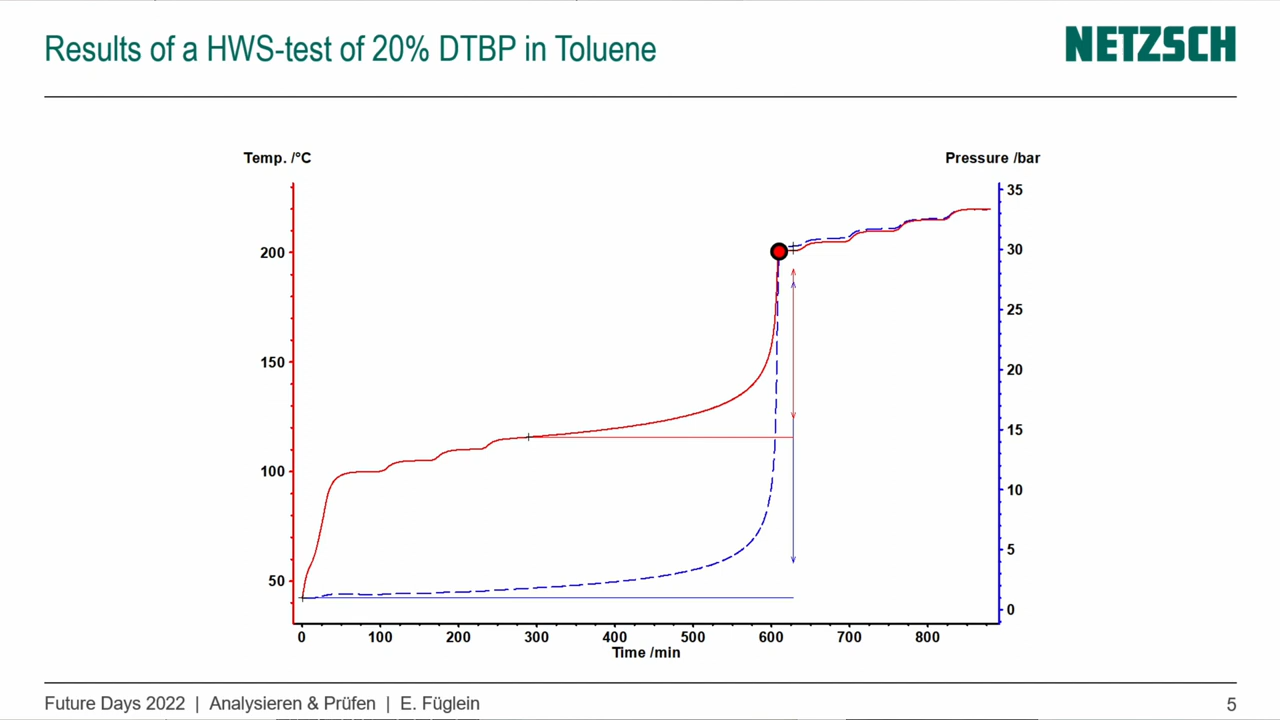 Results of a HWS-test of 20% DTBP in Toluene
NETZSCH
Temp. /°C
Pressure /bar
200
150
100
50
35
30
25
20
15
10
5
0
0 100 200 300 400 500 600 700 800
Time /min
Future Days 2022 | Analysieren & Prüfen | E. Füglein
5